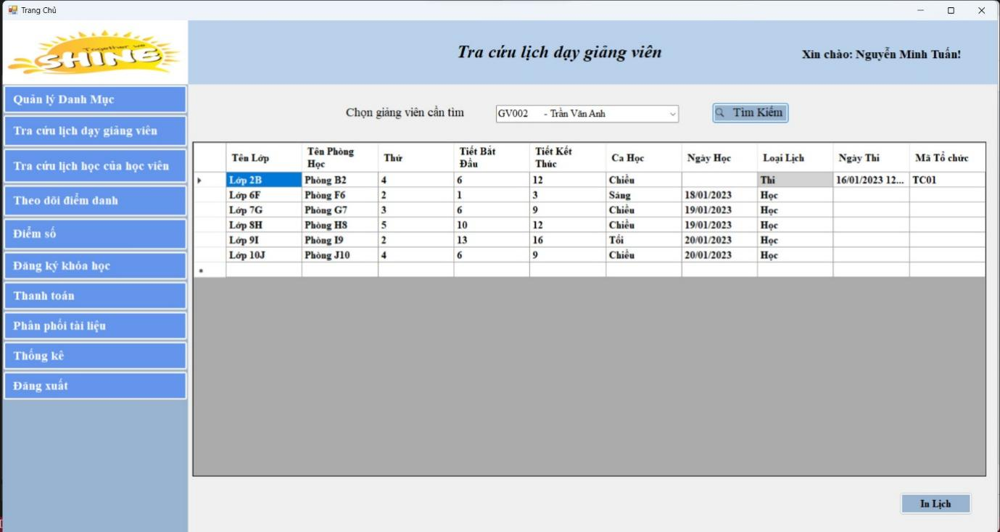 Trang Chủ
Together we
SHINE
Tra cứu lịch dạy giảng viên
Xin chào: Nguyễn Minh Tuấn!
Quản lý Danh Mục
Tra cứu lịch dạy giảng viên
Tra cứu lịch học của học viên
Theo dõi điểm danh
Điểm số
Đăng ký khóa học
Thanh toán
Phân phối tài liệu
Thống kê
Đăng xuất
Chọn giảng viên cần tìm GV002 - Trần Văn Anh Tìm Kiếm
Tên Lớp Tên Phòng Học Thứ Tiết Bắt Đầu Tiết Kết Thúc Ca Học Ngày Học Loại Lịch Ngày Thi Mã Tổ chức
Lớp 2B Phòng B2 4 6 12 Chiều Thi 16/01/2023 12... TC01
Lớp 6F Phòng F6 2 1 3 Sáng 18/01/2023 Học
Lớp 7G Phòng G7 3 6 9 Chiều 19/01/2023 Học
Lớp 8H Phòng H8 5 10 12 Chiều 19/01/2023 Học
Lớp 9I Phòng I9 2 13 16 Tối 20/01/2023 Học
Lớp 10J Phòng J10 4 6 9 Chiều 20/01/2023 Học
In Lịch